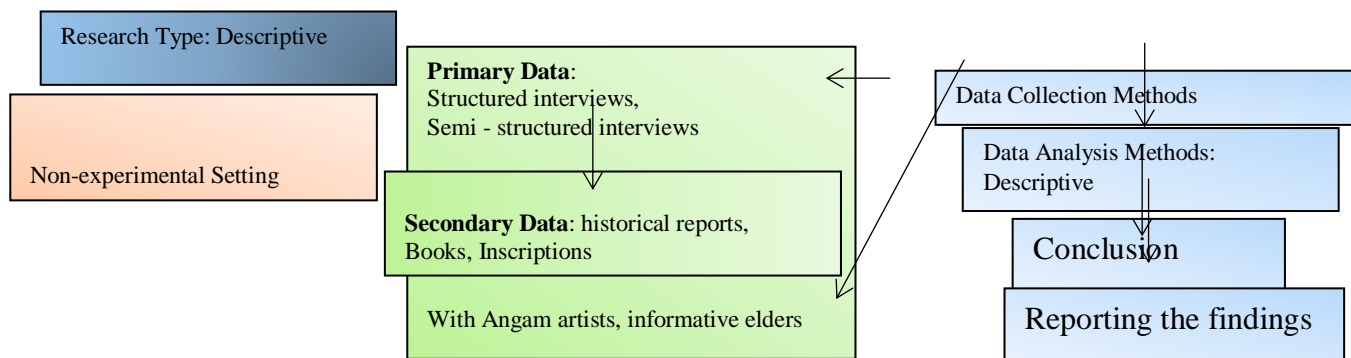 Research Type: Descriptive
Non-experimental Setting
Primary Data:
Structured interviews,
Semi - structured interviews
Secondary Data: historical reports,
Books, Inscriptions
With Angam artists, informative elders
Data Collection Methods
Data Analysis Methods:
Descriptive
Conclusion
Reporting the findings